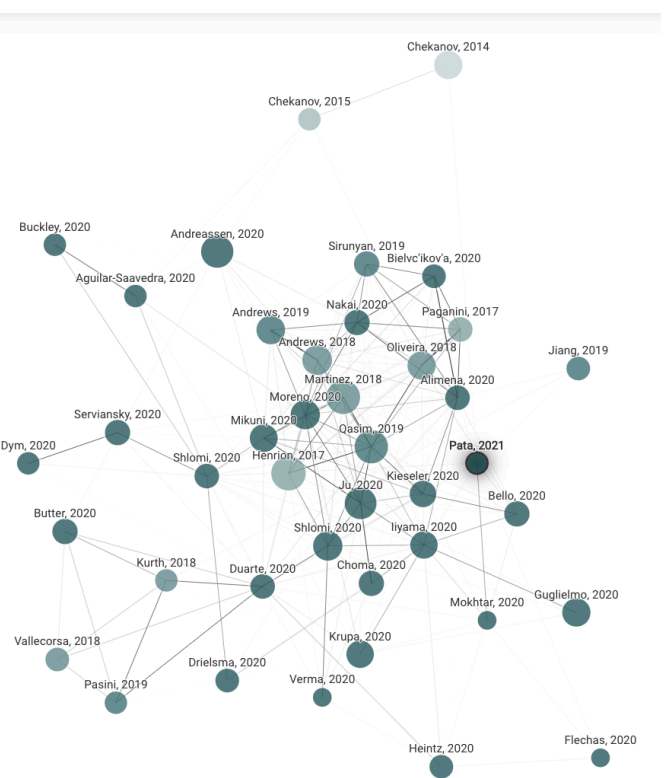 Chekanov, 2014
Chekanov, 2015
Buckley, 2020
Andreassen, 2020
Sirunyan, 2019
Bielvc'ikov'a, 2020
Aguilar-Saavedra, 2020
Nakai, 2020
Andrews, 2019
Paganini, 2017
Andrews, 2018
Oliveira, 2018
Jiang, 2019
Martinez, 2018
Alimena, 2020
Moreno, 2020
Serviansky, 2020
Mikuni, 2020
Qasim, 2019
Dym, 2020
Shlomi, 2020
Henrion, 2017
Pata, 2021
Kieseler, 2020
Ju, 2020
Bello, 2020
Butter, 2020
Shlomi, 2020
Iiyama, 2020
Kurth, 2018
Duarte, 2020
Choma, 2020
Mokhtar, 2020
Guglielmo, 2020
Vallecorsa, 2018
Krupa, 2020
Drielsma, 2020
Pasini, 2019
Verma, 2020
Heintz, 2020
Flechas, 2020